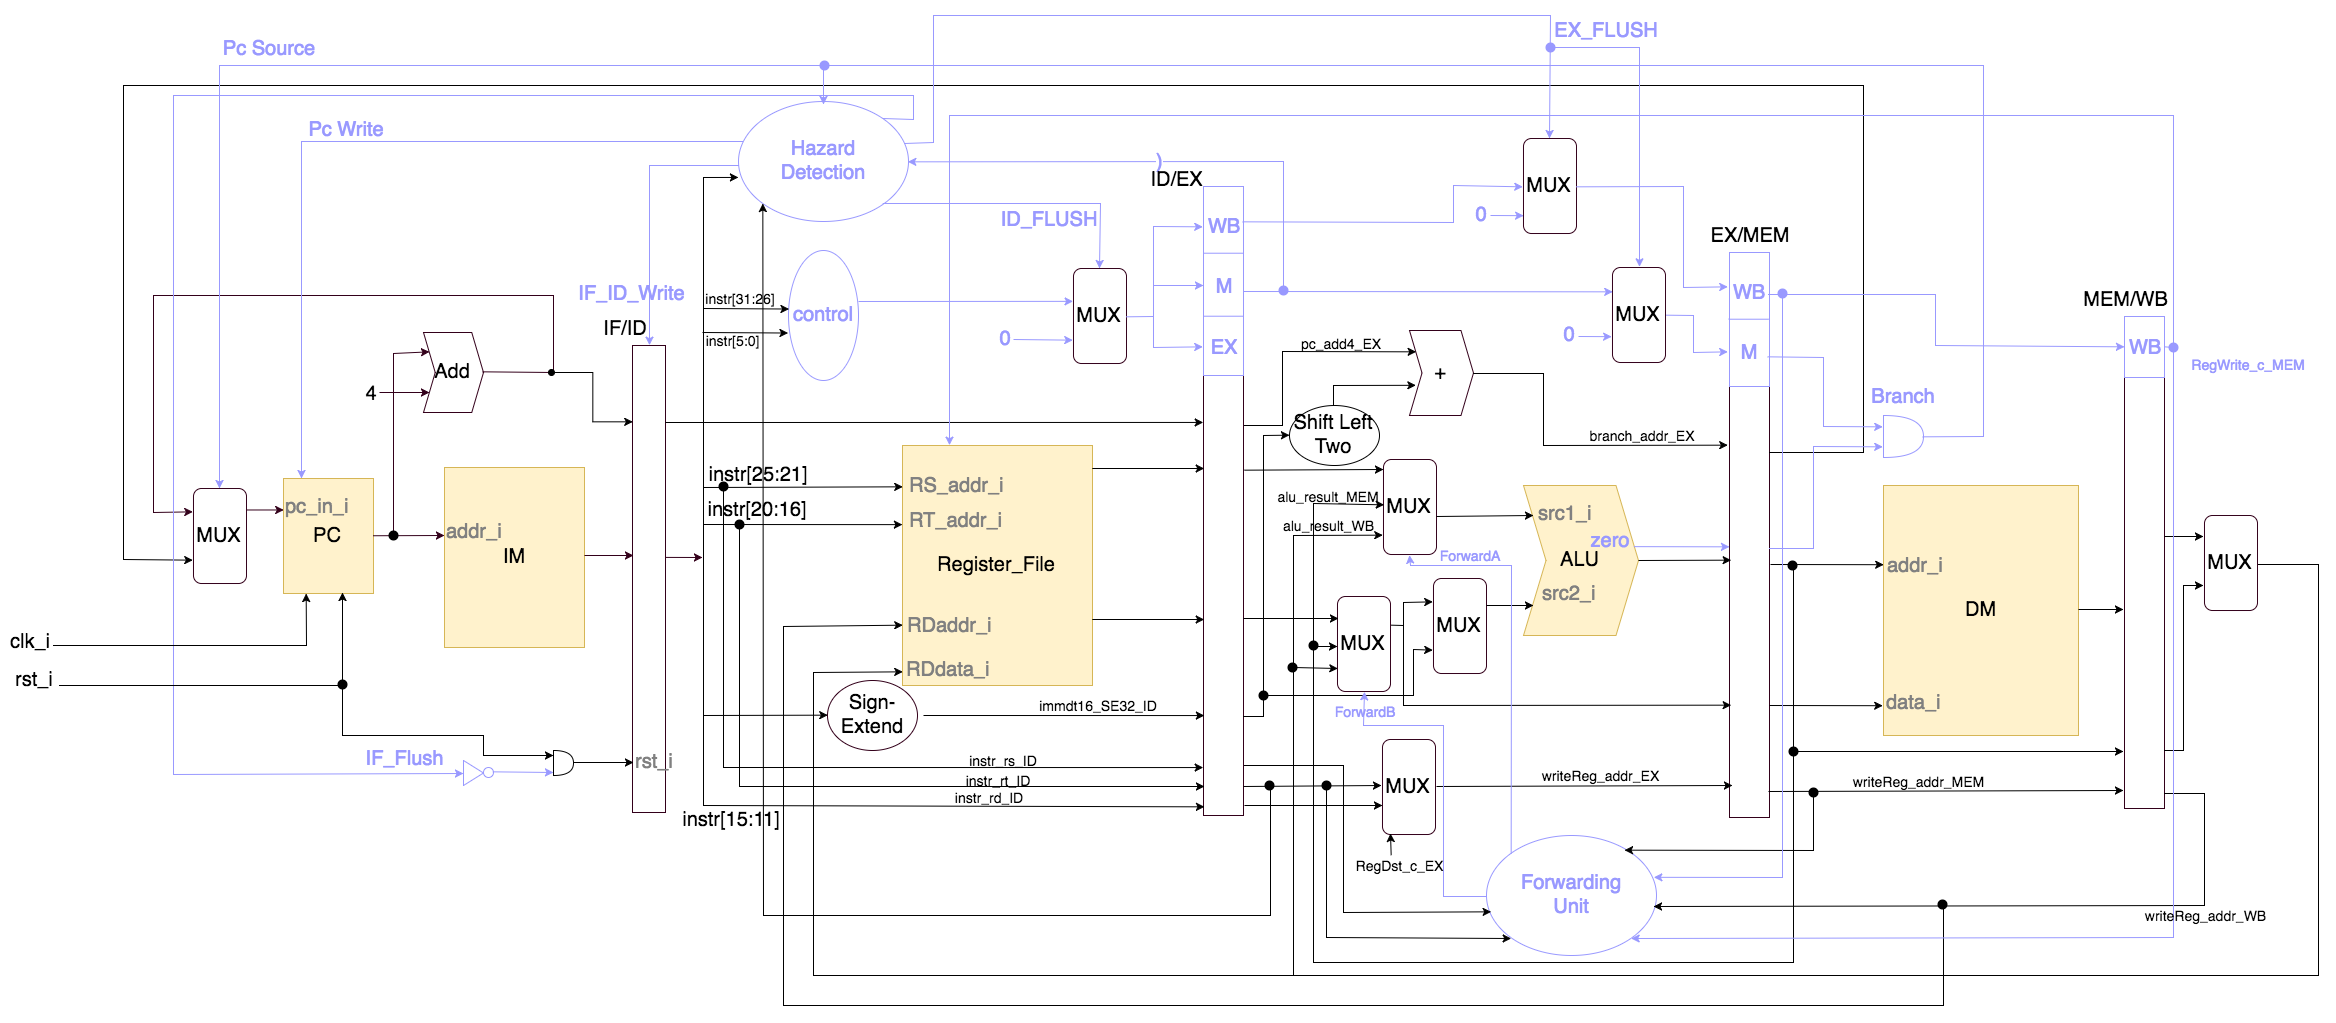 EX_FLUSH
Pc Source
Pc Write
Hazard
Detection
ID/EX
MUX
ID_FLUSH
0
WB
EX/MEM
IF_ID_Write
instr[31:26]
control
M
WB
MEM/WB
IF/ID
instr[5:0]
MUX
0
EX
pc_add4_EX
MUX
0
M
WB
RegWrite_c_MEM
Add
4
+
Branch
Shift Left
Two
branch_addr_EX
instr[25:21]
RS_addr_i
alu_result_MEM
MUX
pc_in_i
instr[20:16]
RT_addr_i
alu_result_WB
src1_i
MUX
PC
addr_i
IM
Register_File
ForwardA
zero
ALU
addr_i
MUX
src2_i
DM
clk_i
RDaddr_i
MUX
MUX
rst_i
RDdata_i
Sign-
Extend
immdt16_SE32_ID
ForwardB
data_i
IF_Flush
rst_i
instr_rs_ID
instr_rt_ID
instr_rd_ID
MUX
writeReg_addr_EX
writeReg_addr_MEM
instr[15:11]
RegDst_c_EX
Forwarding
Unit
writeReg_addr_WB